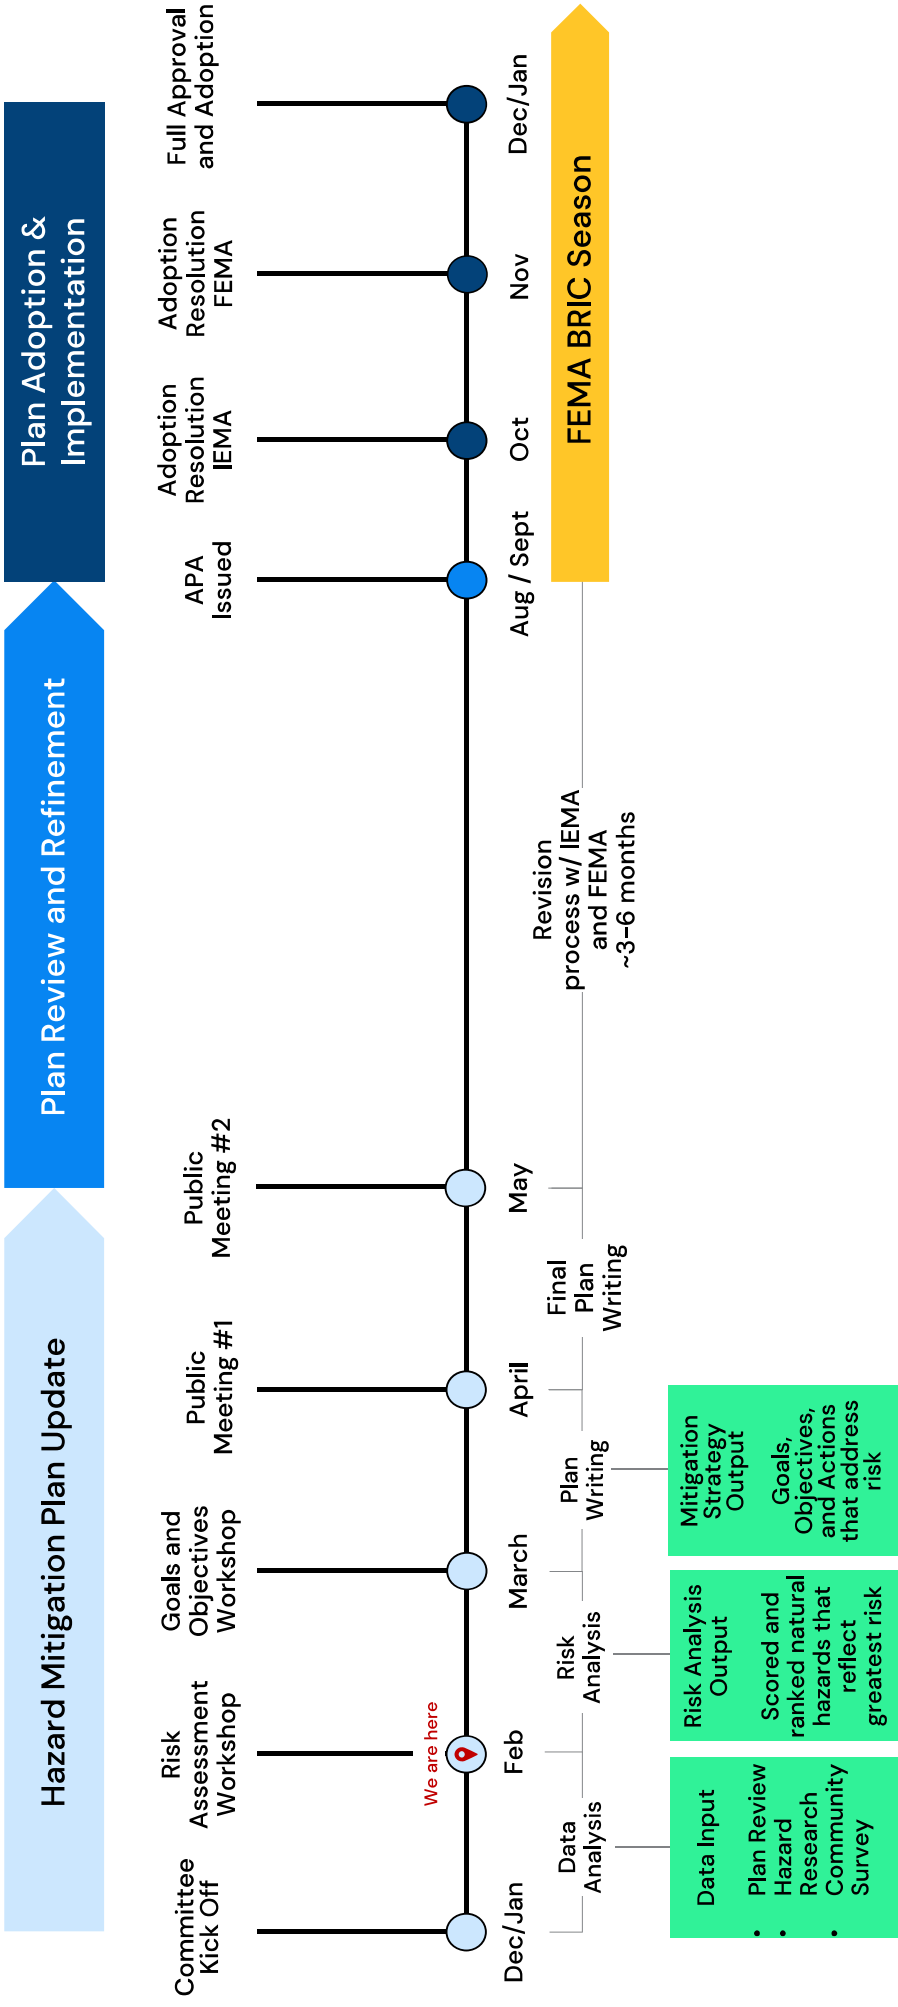 Hazard Mitigation Plan Update
Plan Review and Refinement
Plan Adoption &
Implementation
Committee
Kick Off
Risk
Assessment
Workshop
Goals and
Objectives
Workshop
Public
Meeting #1
Public
Meeting #2
APA
Issued
Adoption
Resolution
IEMA
Adoption
Resolution
FEMA
Full Approval
and Adoption
We are here
Dec/Jan
Feb
March
April
May
Aug / Sept
Oct
Nov
Dec/Jan
Data
Analysis
Risk
Analysis
Plan
Writing
Final
Plan
Writing
Revision
process w/ IEMA
and FEMA
~3–6 months
FEMA BRIC Season
Data Input
• Plan Review
• Hazard
Research
• Community
Survey
Risk Analysis
Output
Scored and
ranked natural
hazards that
reflect
greatest risk
Mitigation
Strategy
Output
Goals,
Objectives,
and Actions
that address
risk